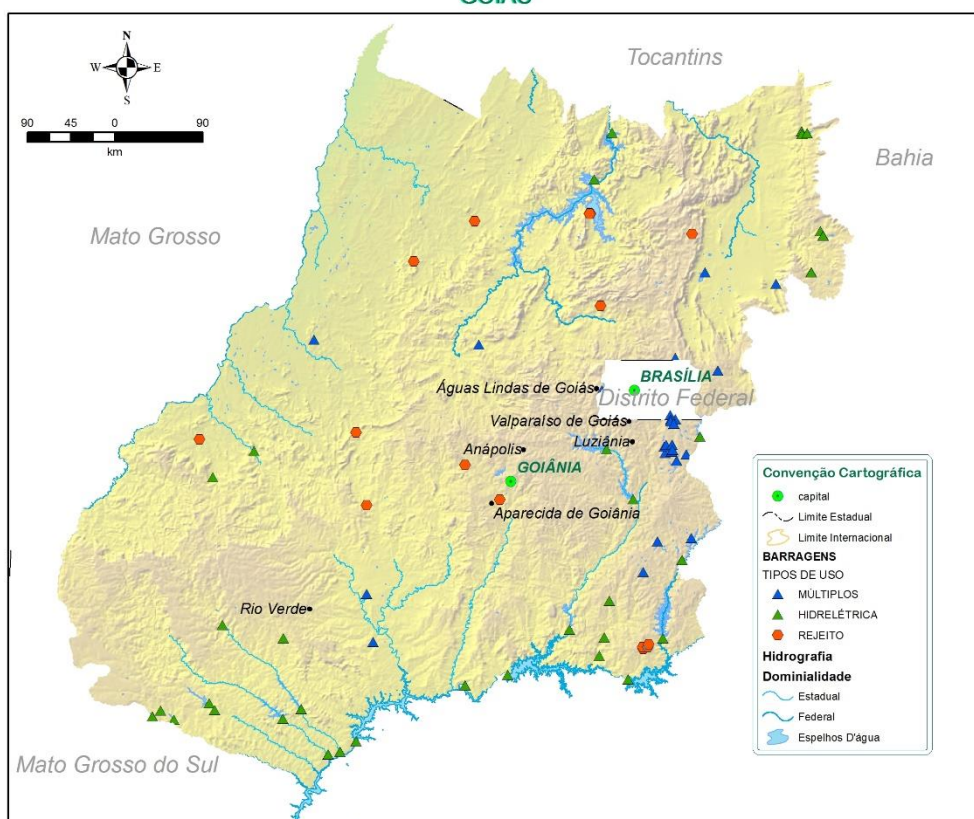 GOIÁS
N
W E
S
90 45 0 90
km
Tocantins
Bahia
Mato Grosso
BRASÍLIA
Águas Lindas de Goiás
Distrito Federal
Valparaíso de Goiás
Luziânia
Anápolis
GOIÂNIA
Aparecida de Goiânia
Rio Verde
Mato Grosso do Sul
Convenção Cartográfica
capital
Limite Estadual
Limite Internacional
BARRAGENS
TIPOS DE USO
MÚLTIPLOS
HIDRELÉTRICA
REJEITO
Hidrografia
Dominialidade
Estadual
Federal
Espelhos D'água